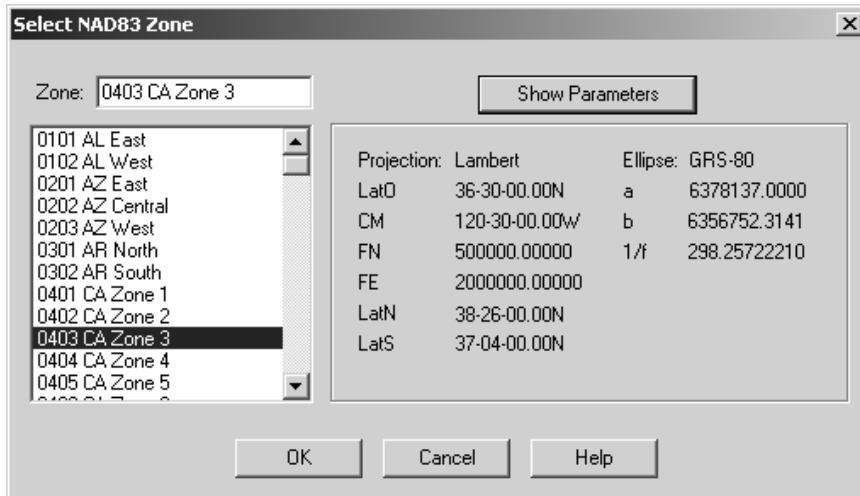 Select NAD83 Zone
Zone: 0403 CA Zone 3
Show Parameters
0101 AL East
0102 AL West
0201 AZ East
0202 AZ Central
0203 AZ West
0301 AR North
0302 AR South
0401 CA Zone 1
0402 CA Zone 2
0403 CA Zone 3
0404 CA Zone 4
0405 CA Zone 5
Projection: Lambert Ellipse: GRS-80
LatO 36-30-00.00N a 6378137.0000
CM 120-30-00.00W b 6356752.3141
FN 500000.00000 1/f 298.25722210
FE 2000000.00000
LatN 38-26-00.00N
LatS 37-04-00.00N
OK Cancel Help